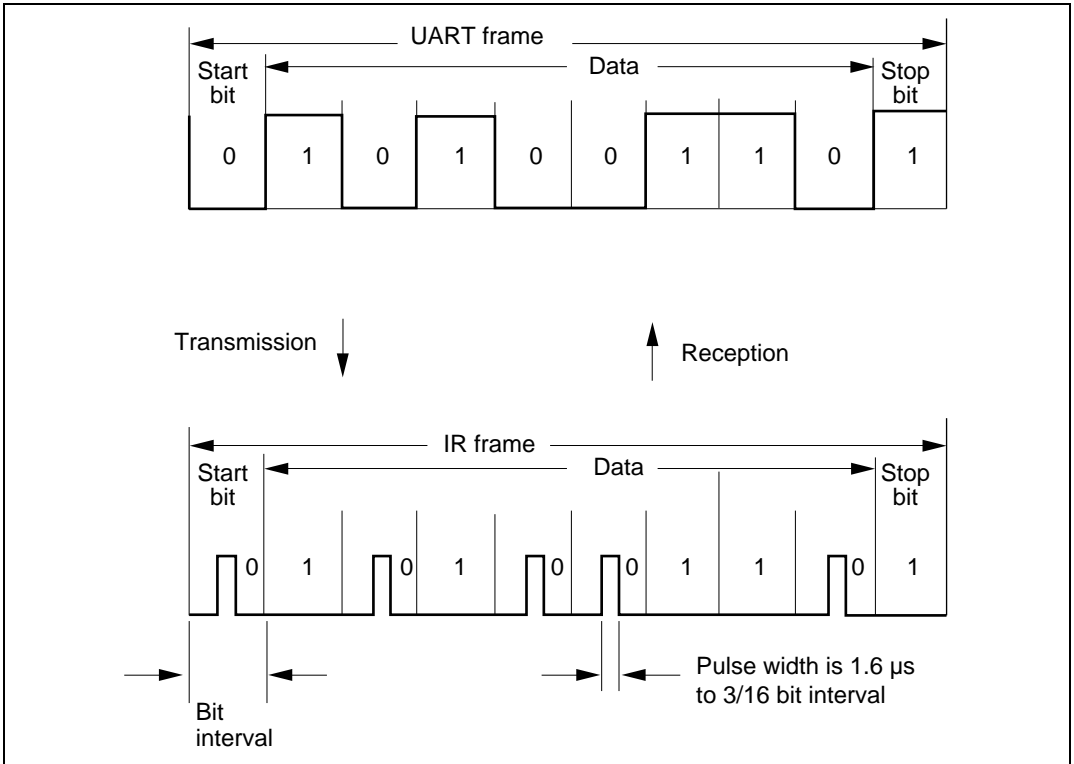 UART frame
Start bit
Data
Stop bit
0 1 0 1 0 0 1 1 0 1
Transmission
Reception
IR frame
Start bit
Data
Stop bit
0 1 0 1 0 0 1 1 0 1
Bit interval
Pulse width is 1.6 µs
to 3/16 bit interval